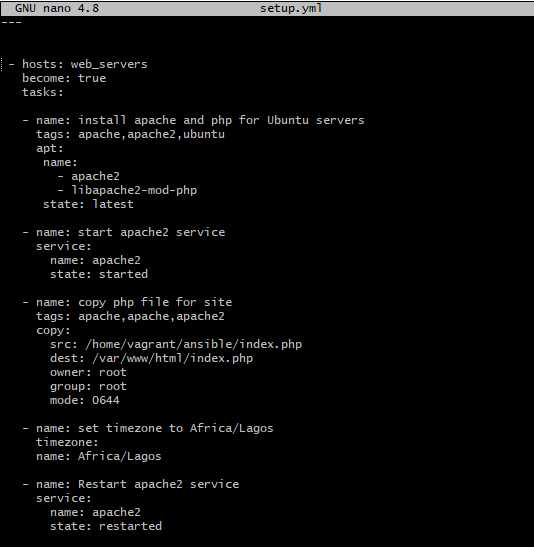 GNU nano 4.8 setup.yml
---
- hosts: web_servers
become: true
tasks:
- name: install apache and php for Ubuntu servers
tags: apache,apache2,ubuntu
apt:
name:
- apache2
- libapache2-mod-php
state: latest
- name: start apache2 service
service:
name: apache2
state: started
- name: copy php file for site
tags: apache,apache,apache2
copy:
src: /home/vagrant/ansible/index.php
dest: /var/www/html/index.php
owner: root
group: root
mode: 0644
- name: set timezone to Africa/Lagos
timezone:
name: Africa/Lagos
- name: Restart apache2 service
service:
name: apache2
state: restarted